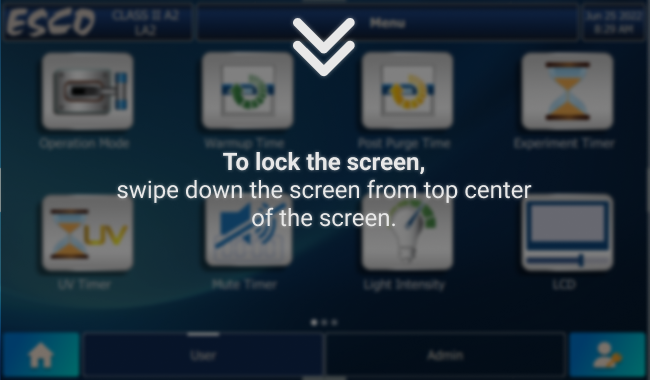 ESCO
CLASS II A2
LA2
Menu
Jun 25 2022
8:25 AM
Operation Mode
Warmup Time
Post Purge Time
Experiment Timer
To lock the screen,
swipe down the screen from top center
of the screen.
UV
UV Timer
Mute Timer
Light Intensity
LCD
User
Admin